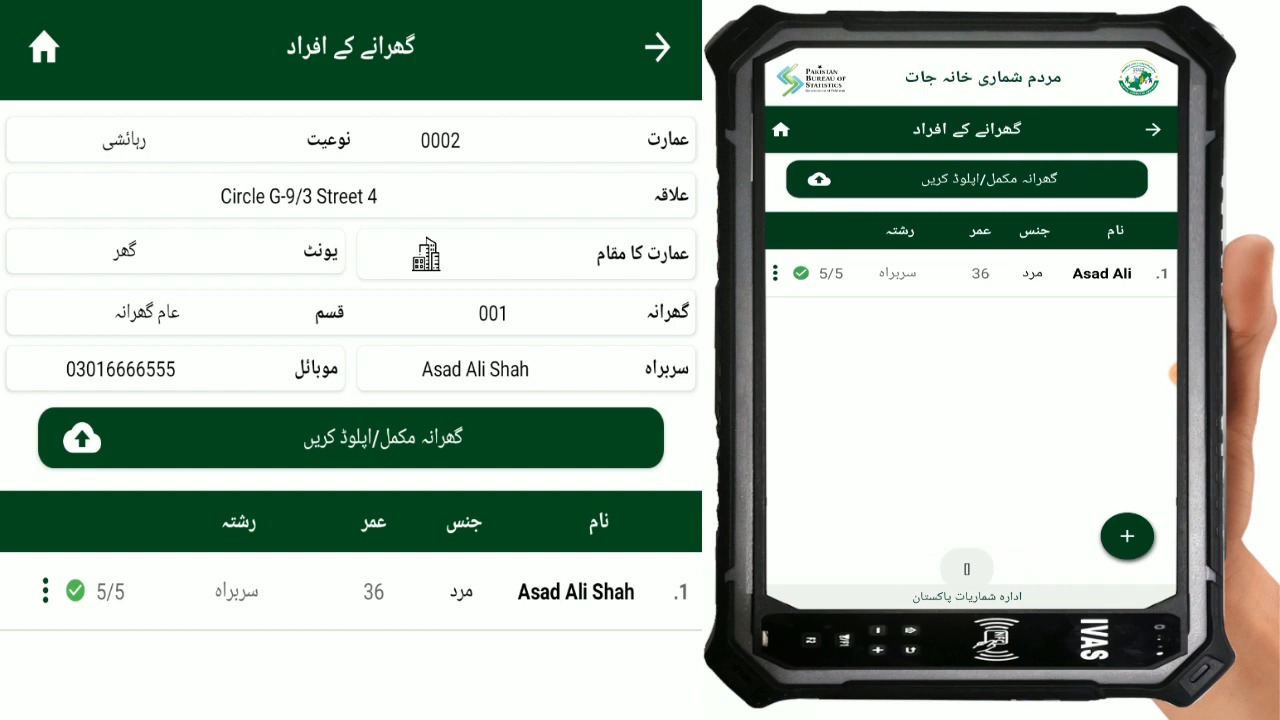 گھرانے کے افراد
عمارت 0002 نوعیت رہائشی
علاقہ Circle G-9/3 Street 4
عمارت کا مقام یونٹ گھر
گھرانہ 001 قسم عام گھرانہ
سربراہ Asad Ali Shah موبائل 03016666555
گھرانہ مکمل/اپلوڈ کریں
نام جنس عمر رشتہ
1. Asad Ali Shah مرد 36 سربراہ 5/5
PAKISTAN
BUREAU OF
STATISTICS
مردم شماری خانہ جات
گھرانے کے افراد
گھرانہ مکمل/اپلوڈ کریں
نام جنس عمر رشتہ
1. Asad Ali مرد 36 سربراہ 5/5
+
[]
ادارہ شماریات پاکستان
IVAS